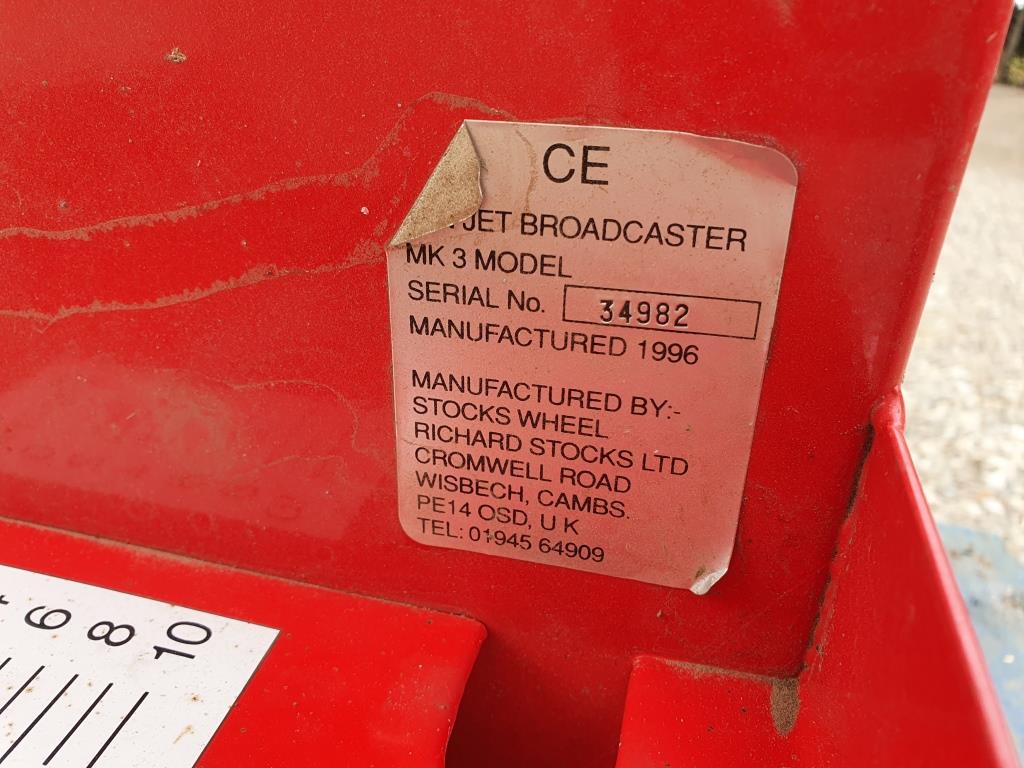 CE
JET BROADCASTER
MK 3 MODEL
SERIAL No. 34982
MANUFACTURED 1996
MANUFACTURED BY:-
STOCKS WHEEL
RICHARD STOCKS LTD
CROMWELL ROAD
WISBECH, CAMBS.
PE14 OSD, U K
TEL: 01945 64909
6 8 10